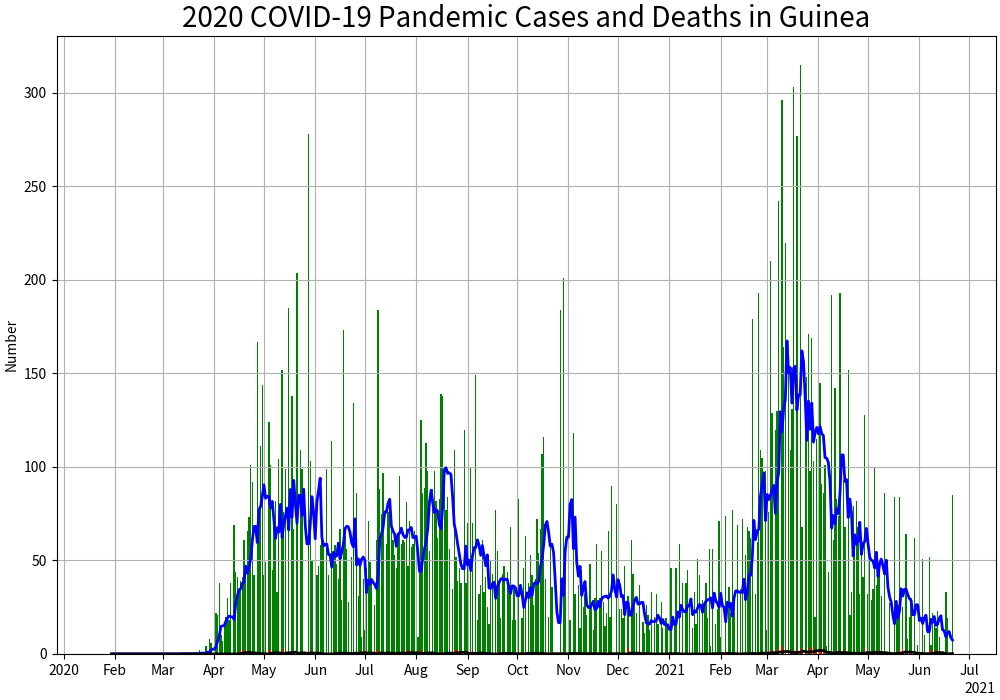 2020 COVID-19 Pandemic Cases and Deaths in Guinea
Number
300
250
200
150
100
50
0
2020 Feb Mar Apr May Jun Jul Aug Sep Oct Nov Dec 2021 Feb Mar Apr May Jun Jul
2021